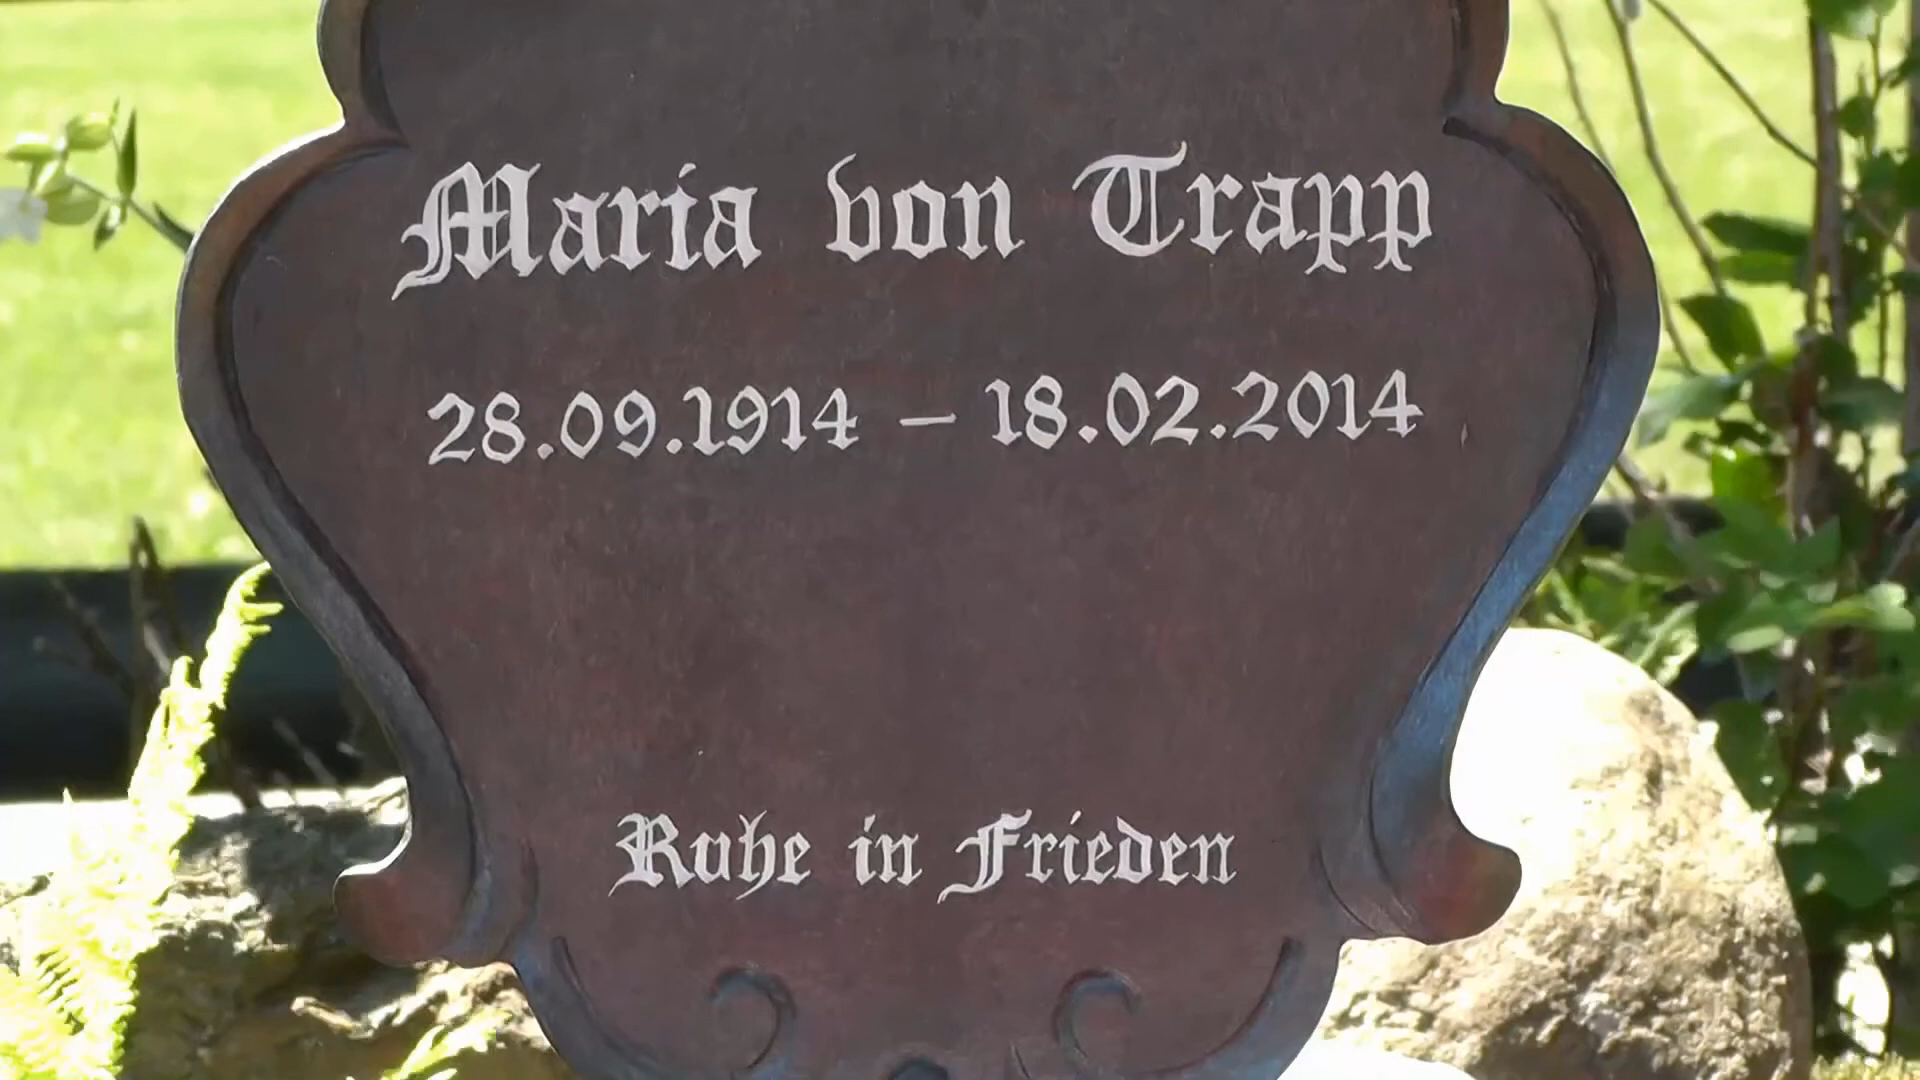 Maria von Trapp
28.09.1914 – 18.02.2014
Ruhe in Frieden